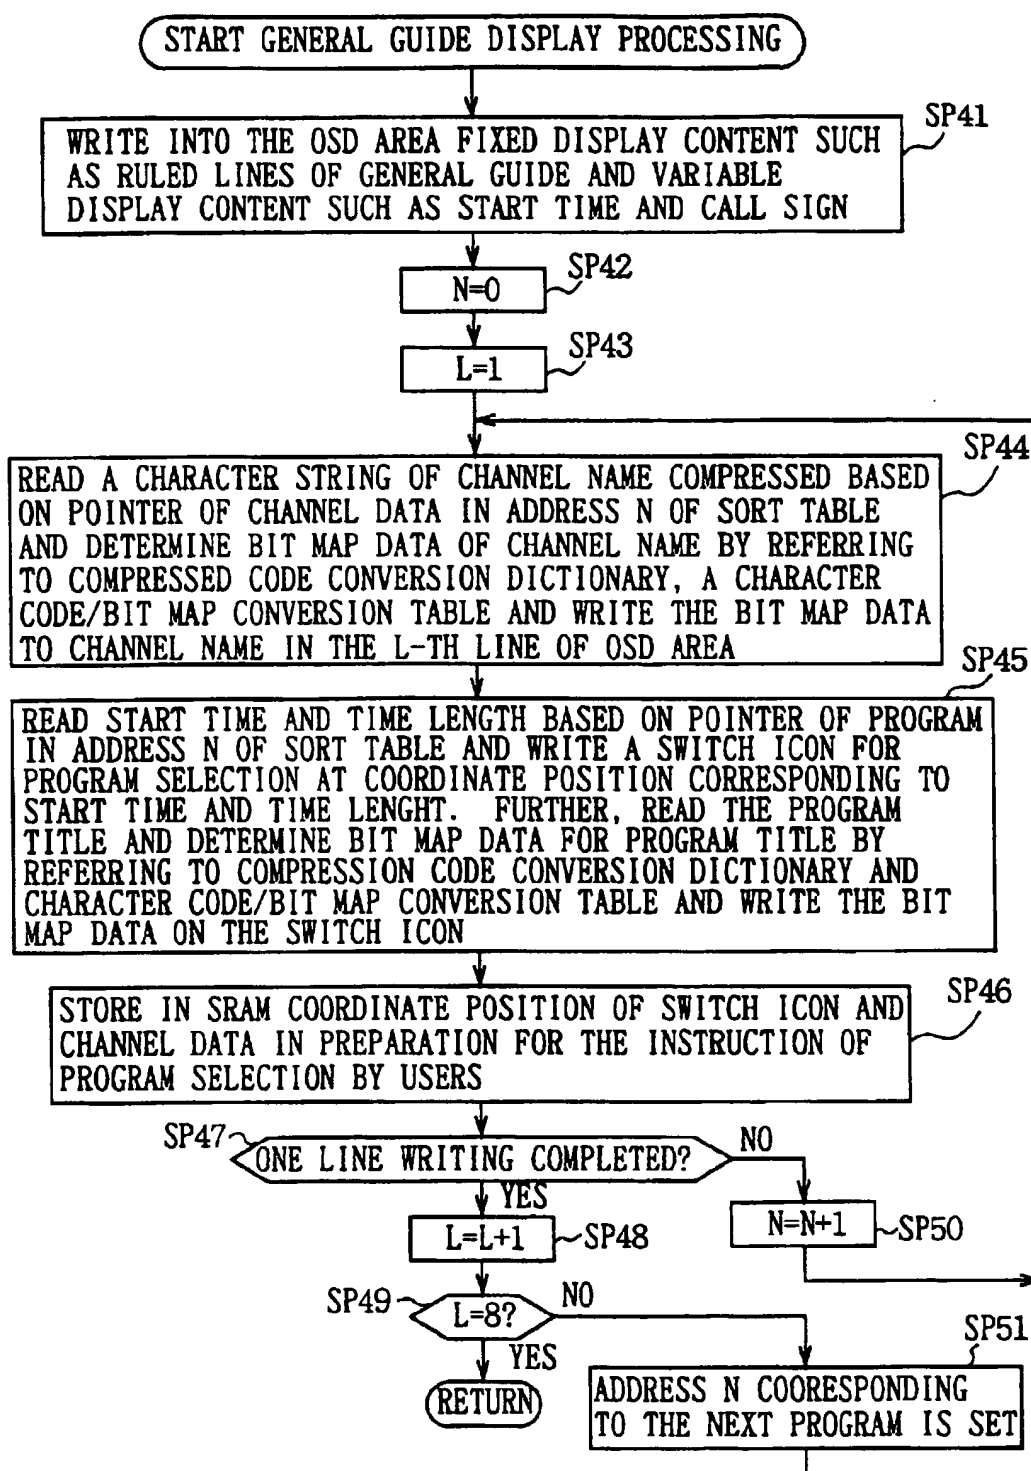 START GENERAL GUIDE DISPLAY PROCESSING
SP41
WRITE INTO THE OSD AREA FIXED DISPLAY CONTENT SUCH
AS RULED LINES OF GENERAL GUIDE AND VARIABLE
DISPLAY CONTENT SUCH AS START TIME AND CALL SIGN
SP42
N=0
SP43
L=1
SP44
READ A CHARACTER STRING OF CHANNEL NAME COMPRESSED BASED
ON POINTER OF CHANNEL DATA IN ADDRESS N OF SORT TABLE
AND DETERMINE BIT MAP DATA OF CHANNEL NAME BY REFERRING
TO COMPRESSED CODE CONVERSION DICTIONARY, A CHARACTER
CODE/BIT MAP CONVERSION TABLE AND WRITE THE BIT MAP DATA
TO CHANNEL NAME IN THE L-TH LINE OF OSD AREA
SP45
READ START TIME AND TIME LENGTH BASED ON POINTER OF PROGRAM
IN ADDRESS N OF SORT TABLE AND WRITE A SWITCH ICON FOR
PROGRAM SELECTION AT COORDINATE POSITION CORRESPONDING TO
START TIME AND TIME LENGHT. FURTHER, READ THE PROGRAM
TITLE AND DETERMINE BIT MAP DATA FOR PROGRAM TITLE BY
REFERRING TO COMPRESSION CODE CONVERSION DICTIONARY AND
CHARACTER CODE/BIT MAP CONVERSION TABLE AND WRITE THE BIT
MAP DATA ON THE SWITCH ICON
SP46
STORE IN SRAM COORDINATE POSITION OF SWITCH ICON AND
CHANNEL DATA IN PREPARATION FOR THE INSTRUCTION OF
PROGRAM SELECTION BY USERS
SP47
ONE LINE WRITING COMPLETED?
NO
YES
L=L+1
SP48
N=N+1
SP50
SP49
L=8?
NO
YES
RETURN
SP51
ADDRESS N COORESPONDING
TO THE NEXT PROGRAM IS SET